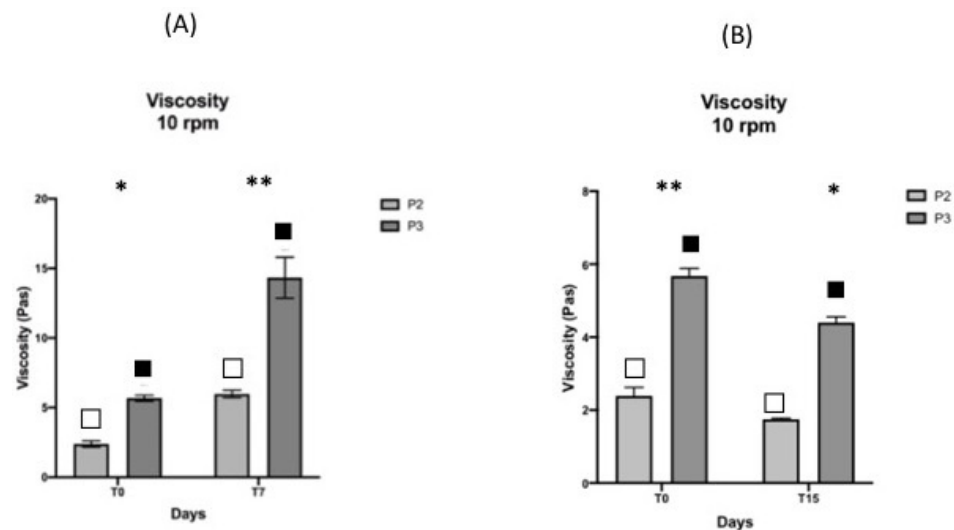 (A)
Viscosity
10 rpm
*
**
20
15
10
5
0
Viscosity (Pas)
T0
T7
Days
P2
P3
(B)
Viscosity
10 rpm
**
*
8
6
4
2
0
Viscosity (Pas)
T0
T15
Days
P2
P3